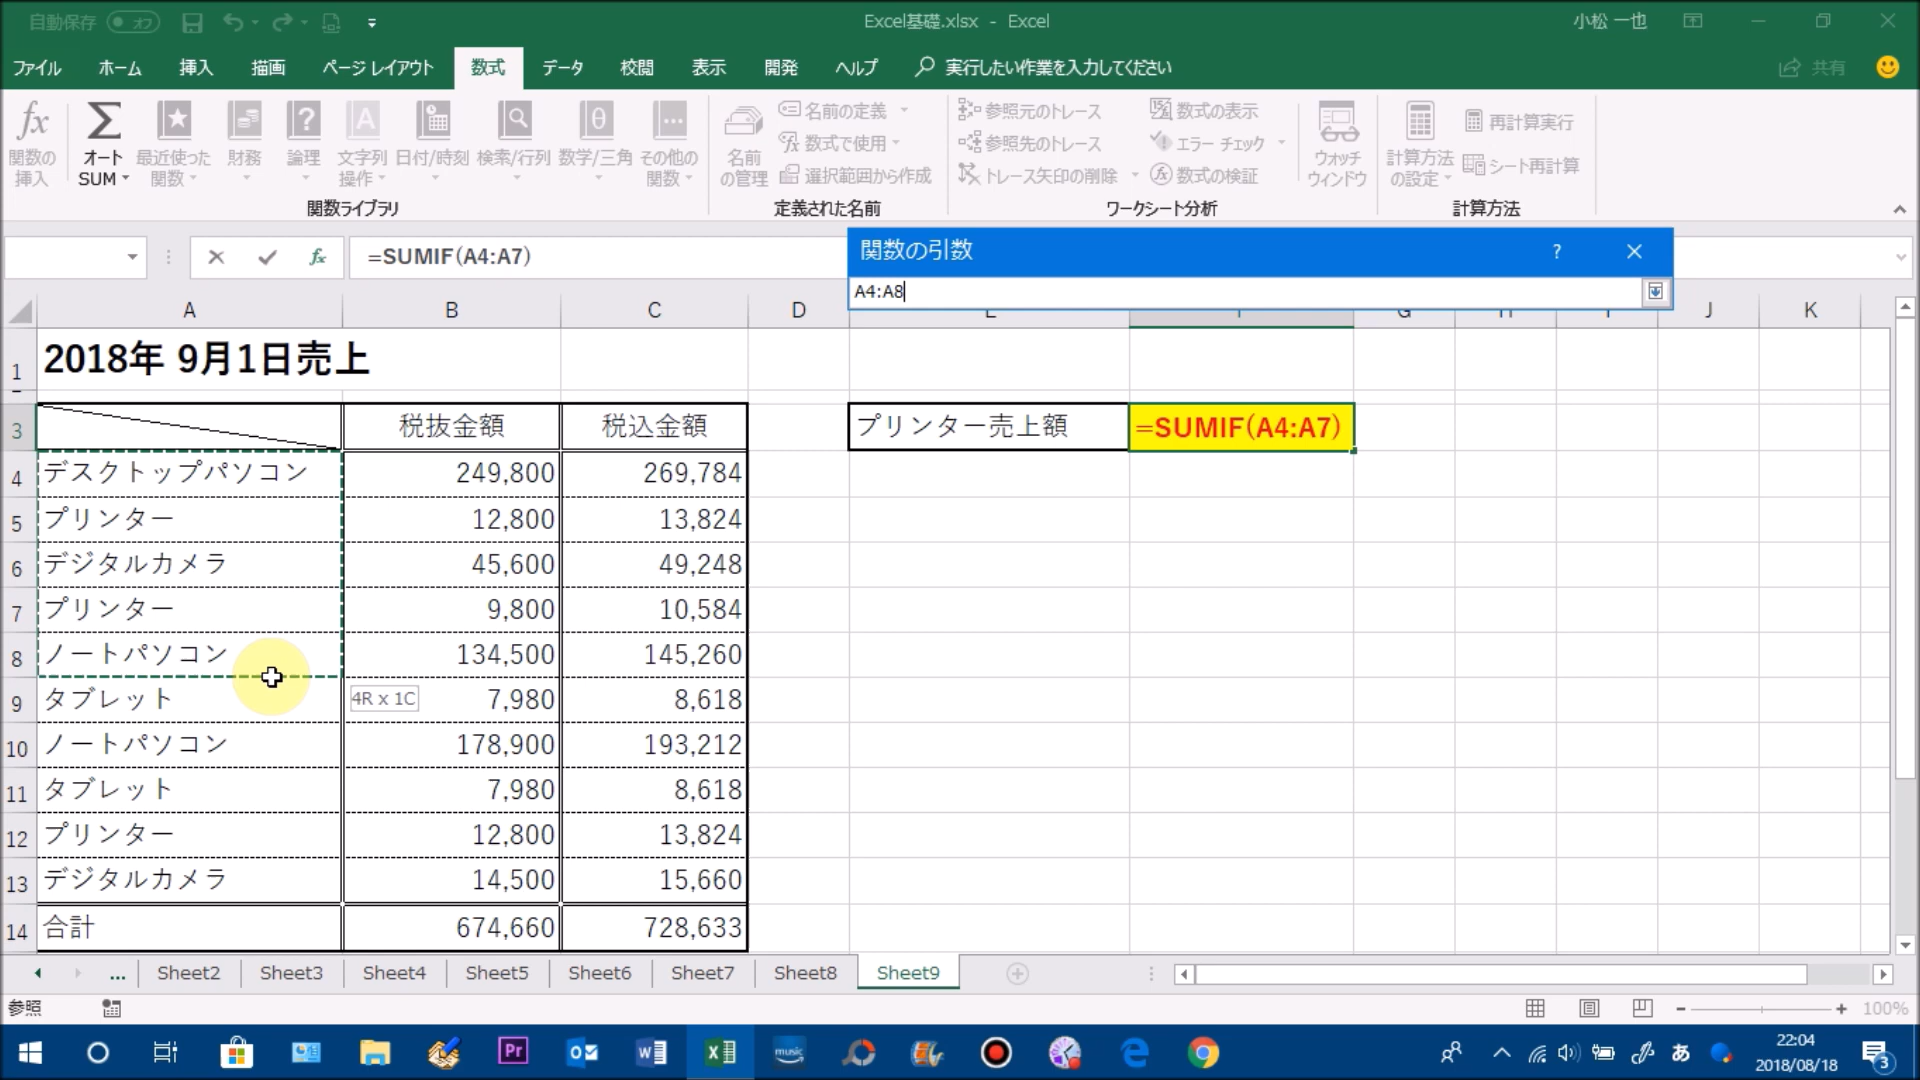 自動保存 オフ
Excel基礎.xlsx - Excel
小松 一也
ファイル ホーム 挿入 描画 ページ レイアウト 数式 データ 校閲 表示 開発 ヘルプ 実行したい作業を入力してください 共有
fx 関数の挿入
Σ オート SUM
最近使った関数
財務
? 論理
A 文字列操作
日付/時刻
検索/行列
θ 数学/三角
その他の関数
関数ライブラリ
名前の管理
名前の定義
数式で使用
選択範囲から作成
定義された名前
参照元のトレース
参照先のトレース
トレース矢印の削除
数式の表示
エラー チェック
数式の検証
ウォッチウィンドウ
ワークシート分析
計算方法の設定
再計算実行
シート再計算
計算方法
fx =SUMIF(A4:A7)
関数の引数 ?
A4:A8
A B C D E F G H I J K
1 2018年 9月1日売上
3 税抜金額 税込金額 プリンター売上額 =SUMIF(A4:A7)
4 デスクトップパソコン 249,800 269,784
5 プリンター 12,800 13,824
6 デジタルカメラ 45,600 49,248
7 プリンター 9,800 10,584
8 ノートパソコン 134,500 145,260
9 タブレット 7,980 8,618
4R x 1C
10 ノートパソコン 178,900 193,212
11 タブレット 7,980 8,618
12 プリンター 12,800 13,824
13 デジタルカメラ 14,500 15,660
14 合計 674,660 728,633
... Sheet2 Sheet3 Sheet4 Sheet5 Sheet6 Sheet7 Sheet8 Sheet9
参照 100%
Pr music あ 22:04
2018/08/18 3